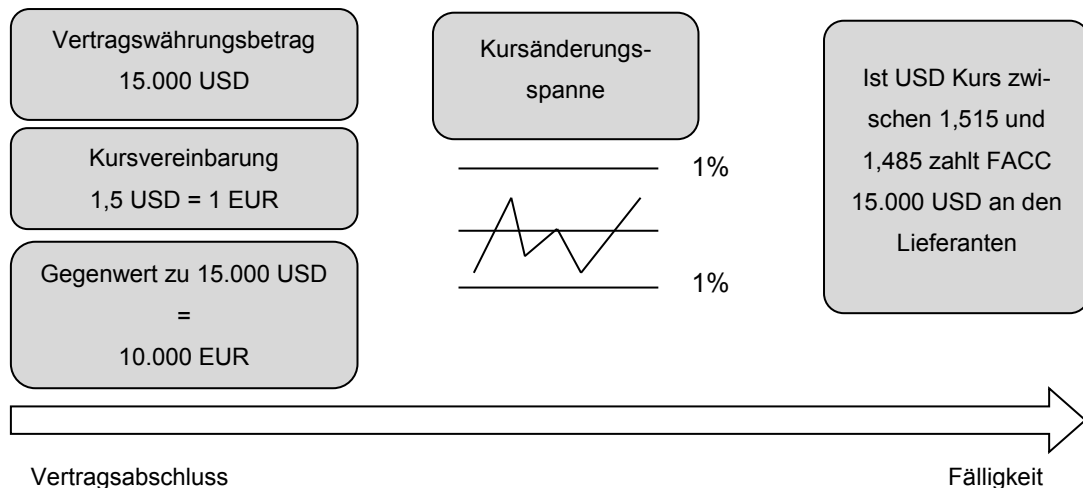 Vertragswährungsbetrag
15.000 USD
Kursvereinbarung
1,5 USD = 1 EUR
Gegenwert zu 15.000 USD
=
10.000 EUR
Kursänderungs-
spanne
1%
1%
Ist USD Kurs zwi-
schen 1,515 und
1,485 zahlt FACC
15.000 USD an den
Lieferanten
Vertragsabschluss
Fälligkeit